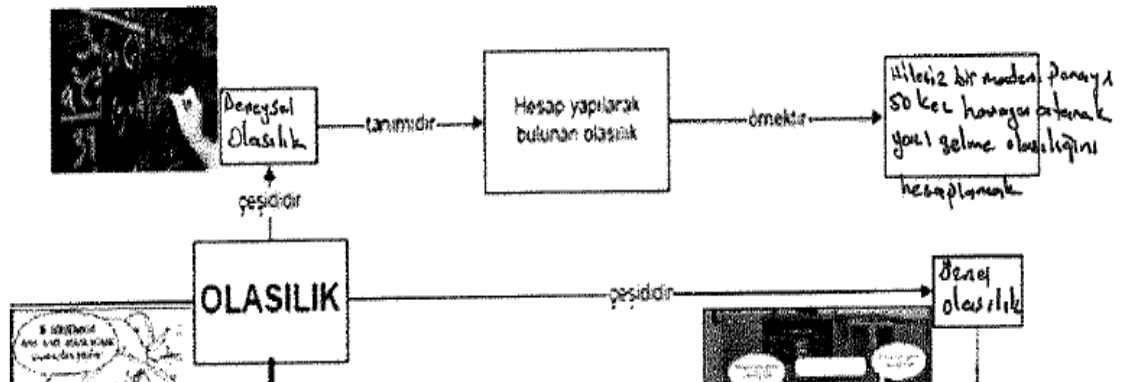 Deneysel
Olasılık
tanımıdır
Hesap yapılarak
bulunan olasılık
örnektir
Hilesiz bir madeni parayı
50 kez havaya atarak
yazı gelme olasılığını
hesaplamak
çeşididir
OLASILIK
çeşididir
Öznel
olasılık